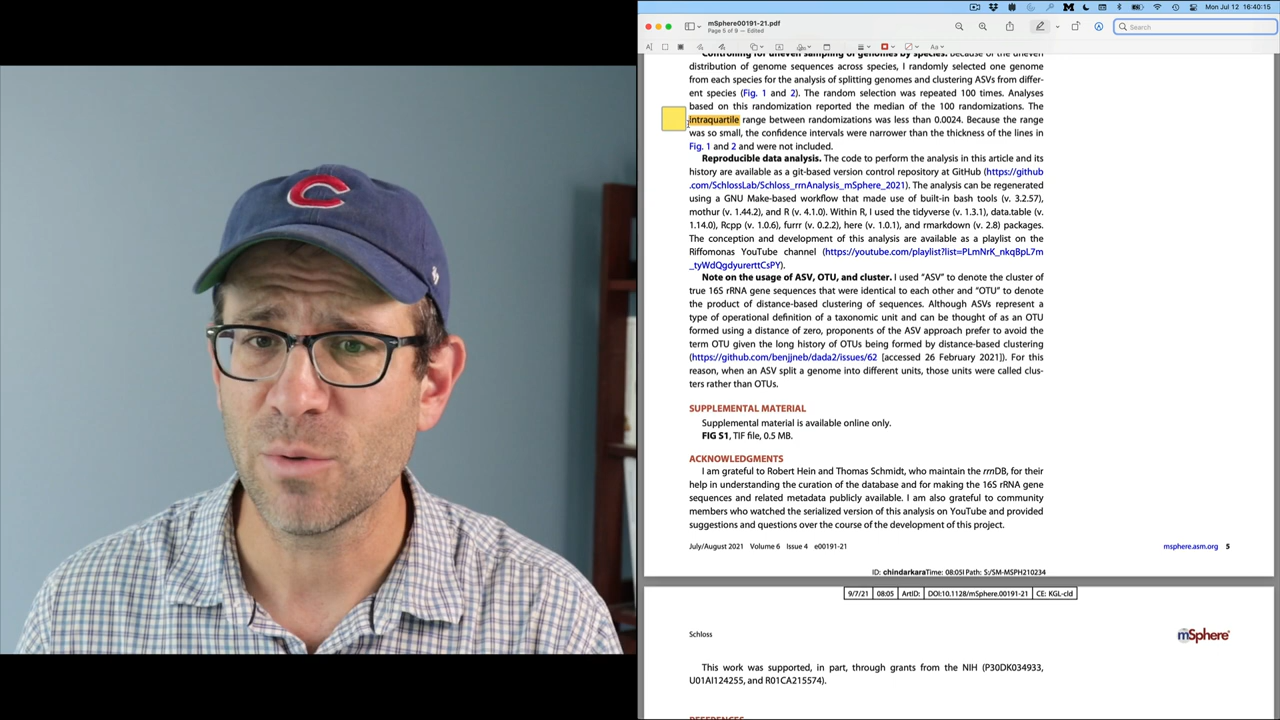 Mon Jul 12 16:40:15
mSphere00191-21.pdf
Page 5 of 9 — Edited
Search
Controlling for uneven sampling of genomes by species. Because of the uneven
distribution of genome sequences across species, I randomly selected one genome
from each species for the analysis of splitting genomes and clustering ASVs from differ-
ent species (Fig. 1 and 2). The random selection was repeated 100 times. Analyses
based on this randomization reported the median of the 100 randomizations. The
intraquartile range between randomizations was less than 0.0024. Because the range
was so small, the confidence intervals were narrower than the thickness of the lines in
Fig. 1 and 2 and were not included.
Reproducible data analysis. The code to perform the analysis in this article and its
history are available as a git-based version control repository at GitHub (https://github
.com/SchlossLab/Schloss_rrnAnalysis_mSphere_2021). The analysis can be regenerated
using a GNU Make-based workflow that made use of built-in bash tools (v. 3.2.57),
mothur (v. 1.44.2), and R (v. 4.1.0). Within R, I used the tidyverse (v. 1.3.1), data.table (v.
1.14.0), Rcpp (v. 1.0.6), furrr (v. 0.2.2), here (v. 1.0.1), and rmarkdown (v. 2.8) packages.
The conception and development of this analysis are available as a playlist on the
Riffomonas YouTube channel (https://youtube.com/playlist?list=PLmNrK_nkqBpL7m
_tyWdQgdyurerttCsPY).
Note on the usage of ASV, OTU, and cluster. I used “ASV” to denote the cluster of
true 16S rRNA gene sequences that were identical to each other and “OTU” to denote
the product of distance-based clustering of sequences. Although ASVs represent a
type of operational definition of a taxonomic unit and can be thought of as an OTU
formed using a distance of zero, proponents of the ASV approach prefer to avoid the
term OTU given the long history of OTUs being formed by distance-based clustering
(https://github.com/benjjneb/dada2/issues/62 [accessed 26 February 2021]). For this
reason, when an ASV split a genome into different units, those units were called clus-
ters rather than OTUs.
SUPPLEMENTAL MATERIAL
Supplemental material is available online only.
FIG S1, TIF file, 0.5 MB.
ACKNOWLEDGMENTS
I am grateful to Robert Hein and Thomas Schmidt, who maintain the rrnDB, for their
help in understanding the curation of the database and for making the 16S rRNA gene
sequences and related metadata publicly available. I am also grateful to community
members who watched the serialized version of this analysis on YouTube and provided
suggestions and questions over the course of the development of this project.
July/August 2021 Volume 6 Issue 4 e00191-21
msphere.asm.org 5
ID: chindarkaraTime: 08:05I Path: S:/SM-MSPH210234
9/7/21 08:05 ArtID: DOI:10.1128/mSphere.00191-21 CE: KGL-cld
Schloss
mSphere
This work was supported, in part, through grants from the NIH (P30DK034933,
U01AI124255, and R01CA215574).
REFERENCES
C